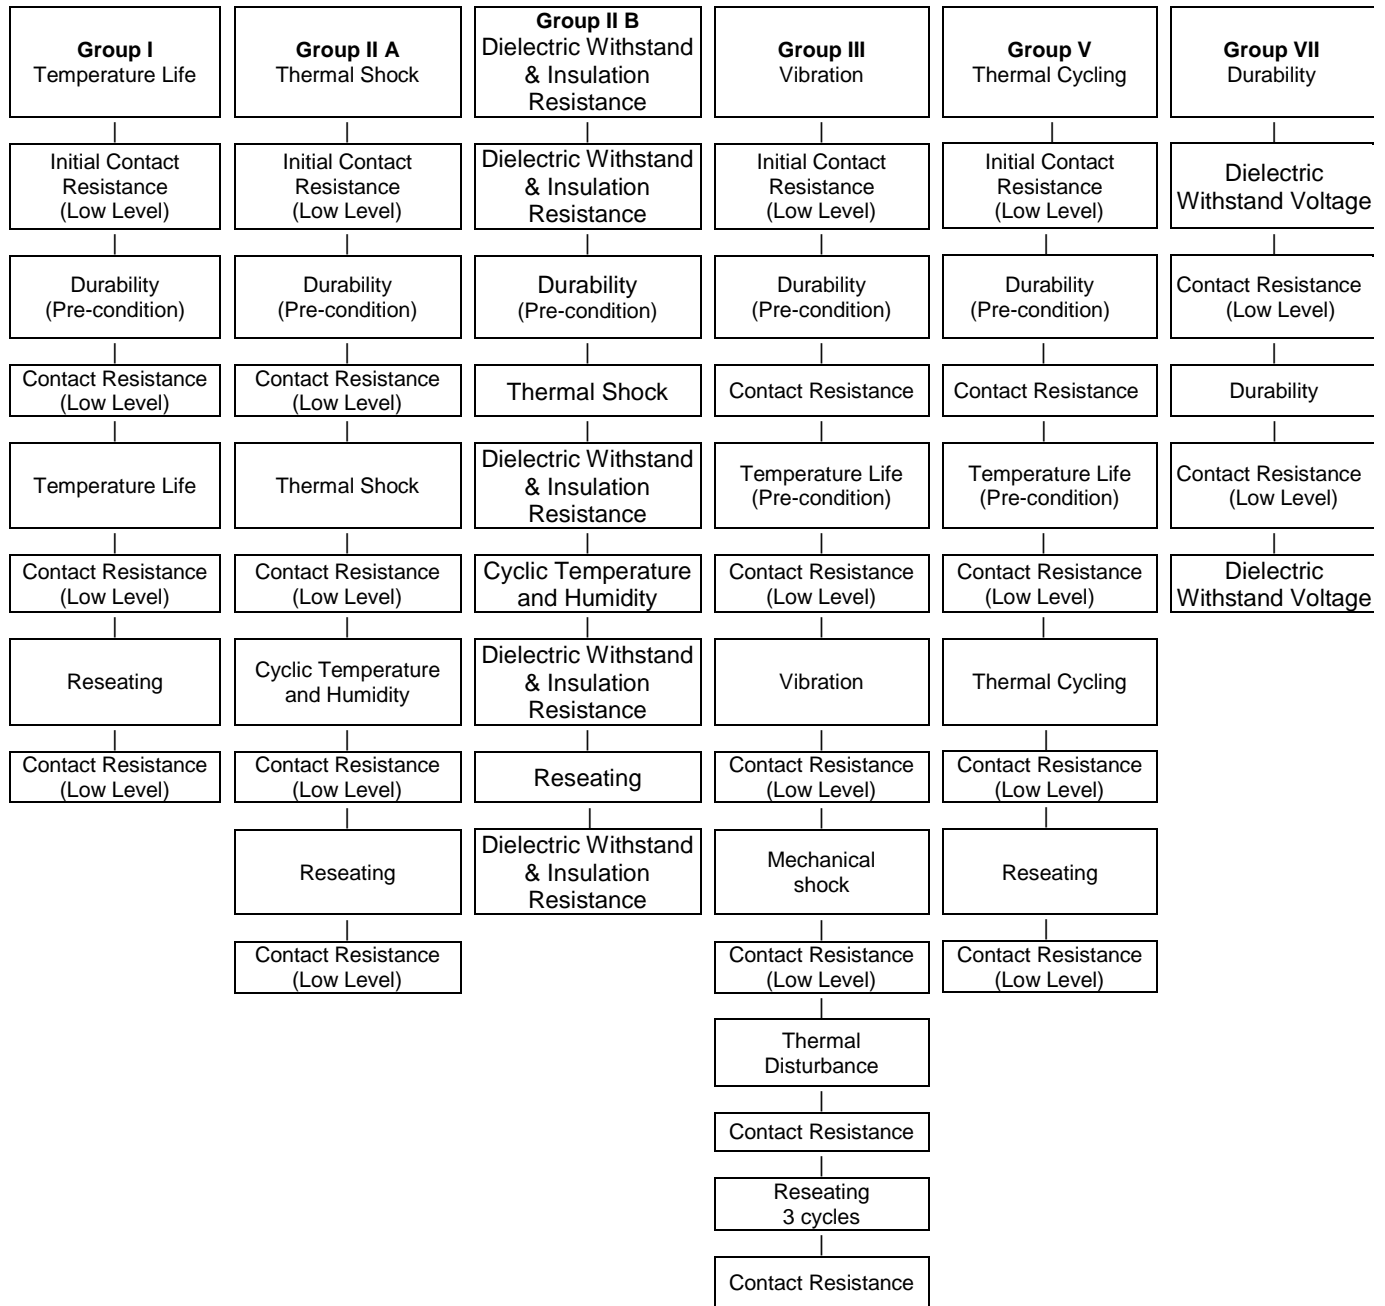 Group I
Temperature Life
Initial Contact
Resistance
(Low Level)
Durability
(Pre-condition)
Contact Resistance
(Low Level)
Temperature Life
Contact Resistance
(Low Level)
Reseating
Contact Resistance
(Low Level)
Group II A
Thermal Shock
Initial Contact
Resistance
(Low Level)
Durability
(Pre-condition)
Contact Resistance
(Low Level)
Thermal Shock
Contact Resistance
(Low Level)
Cyclic Temperature
and Humidity
Contact Resistance
(Low Level)
Reseating
Contact Resistance
(Low Level)
Group II B
Dielectric Withstand
& Insulation
Resistance
Dielectric Withstand
& Insulation
Resistance
Durability
(Pre-condition)
Thermal Shock
Dielectric Withstand
& Insulation
Resistance
Cyclic Temperature
and Humidity
Dielectric Withstand
& Insulation
Resistance
Reseating
Dielectric Withstand
& Insulation
Resistance
Group III
Vibration
Initial Contact
Resistance
(Low Level)
Durability
(Pre-condition)
Contact Resistance
Temperature Life
(Pre-condition)
Contact Resistance
(Low Level)
Vibration
Contact Resistance
(Low Level)
Mechanical
shock
Contact Resistance
(Low Level)
Thermal
Disturbance
Contact Resistance
Reseating
3 cycles
Contact Resistance
Group V
Thermal Cycling
Initial Contact
Resistance
(Low Level)
Durability
(Pre-condition)
Contact Resistance
Temperature Life
(Pre-condition)
Contact Resistance
(Low Level)
Thermal Cycling
Contact Resistance
(Low Level)
Reseating
Contact Resistance
(Low Level)
Group VII
Durability
Dielectric
Withstand Voltage
Contact Resistance
(Low Level)
Durability
Contact Resistance
(Low Level)
Dielectric
Withstand Voltage